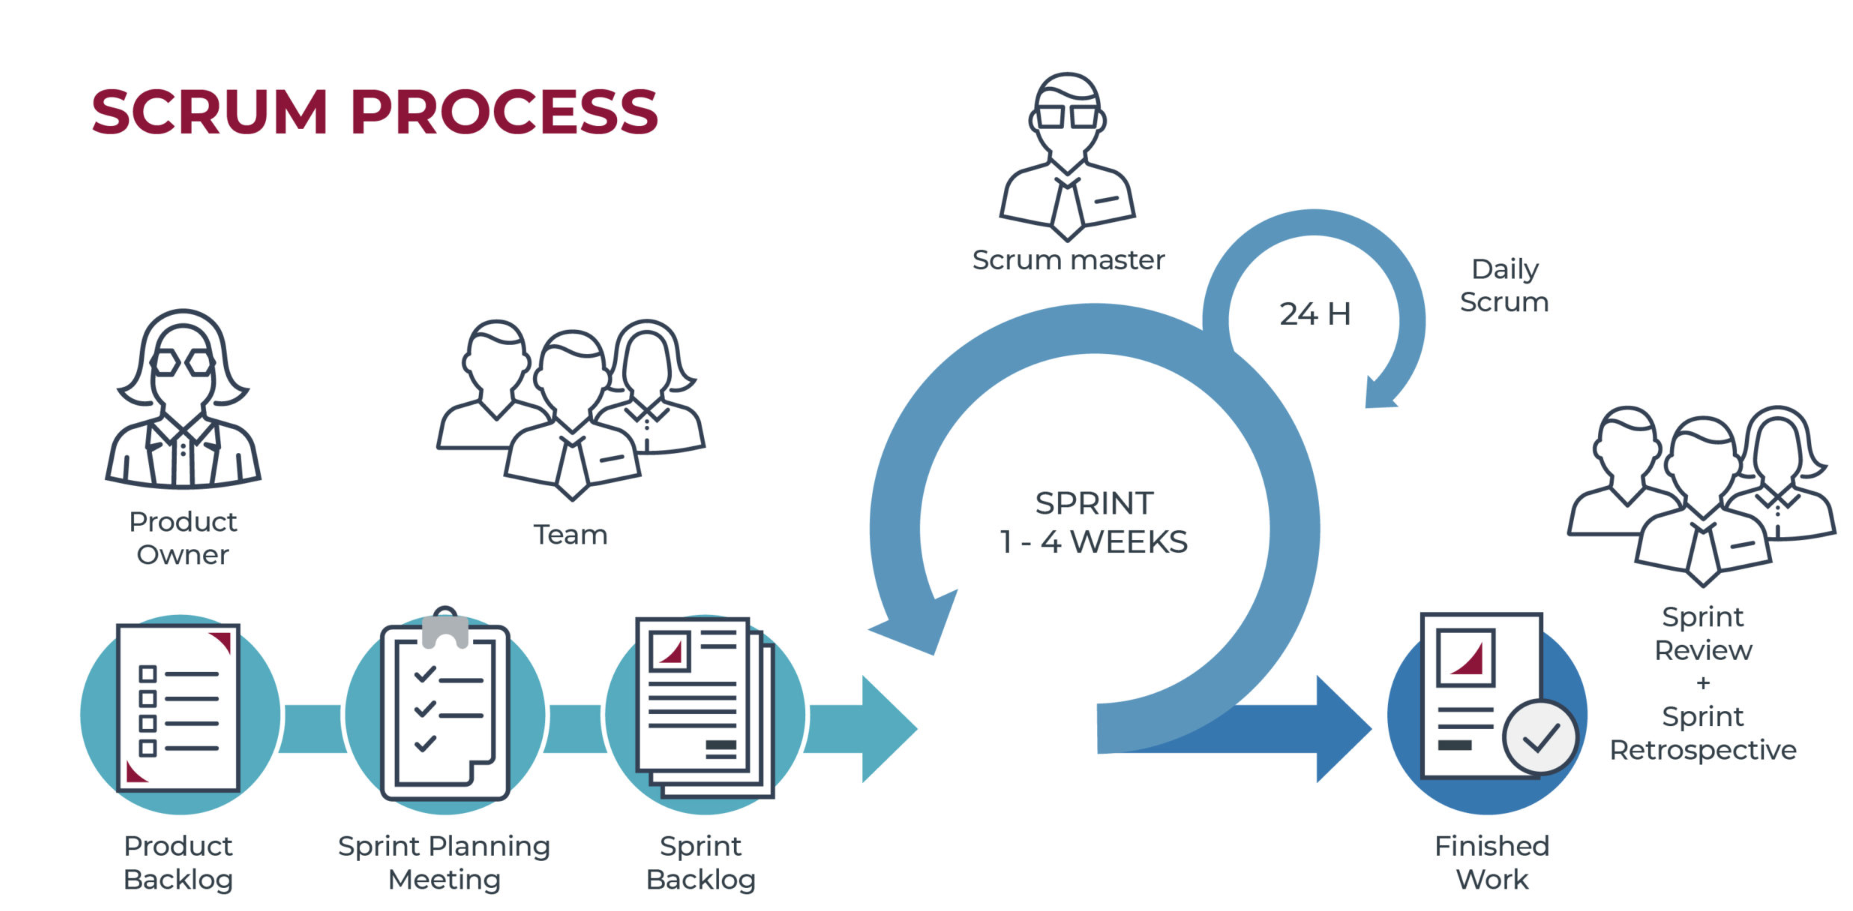 SCRUM PROCESS
Scrum master
24 H
Daily
Scrum
Product
Owner
Team
SPRINT
1 - 4 WEEKS
Sprint
Review
+
Sprint
Retrospective
Product
Backlog
Sprint Planning
Meeting
Sprint
Backlog
Finished
Work